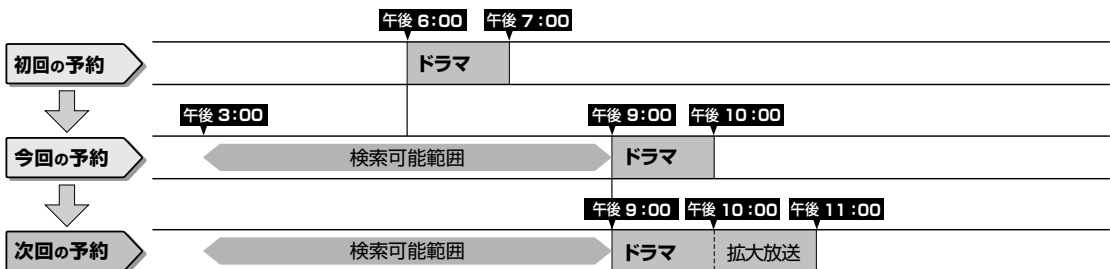 午後 6:00 午後 7:00
初回の予約 ドラマ
午後 3:00 午後 9:00 午後 10:00
今回の予約 検索可能範囲 ドラマ
午後 9:00 午後 10:00 午後 11:00
次回の予約 検索可能範囲 ドラマ 拡大放送